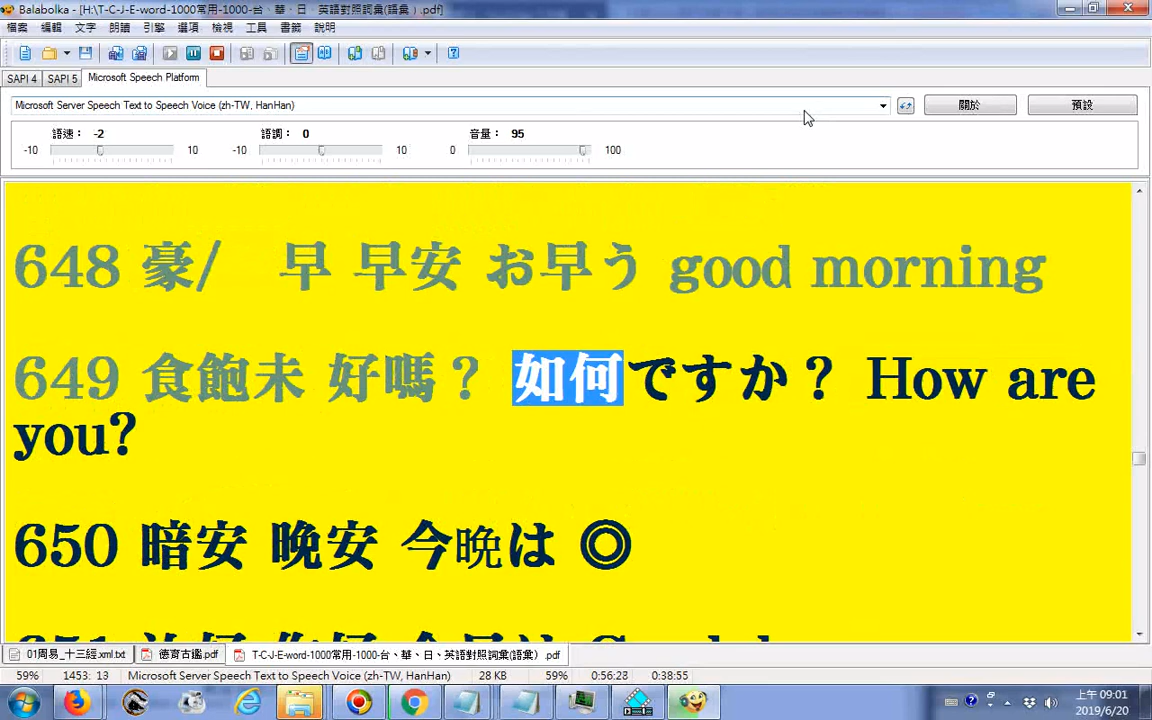 Balabolka - [H:\T-C-J-E-word-1000常用-1000-台、華、日、英語對照詞彙(語彙).pdf]
檔案 編輯 文字 朗讀 引擎 選項 檢視 工具 書籤 說明
SAPI 4 SAPI 5 Microsoft Speech Platform
Microsoft Server Speech Text to Speech Voice (zh-TW, HanHan) 關於 預設
語速： -2 語調： 0 音量： 95
-10 10 -10 10 0 100
648 豪/ 早 早安 お早う good morning
649 食飽未 好嗎？ 如何ですか？ How are
you?
650 暗安 晚安 今晩は ◎
01周易_十三經.xml.txt 德育古鑑.pdf T-C-J-E-word-1000常用-1000-台、華、日、英語對照詞彙(語彙）.pdf
59% 1453: 13 Microsoft Server Speech Text to Speech Voice (zh-TW, HanHan) 28 KB 59% 0:56:28 0:38:55
上午 09:01
2019/6/20